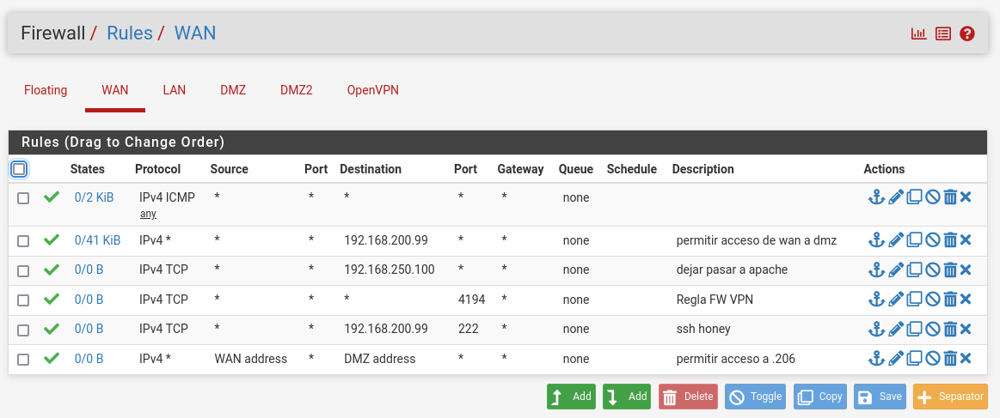 Firewall / Rules / WAN
Floating WAN LAN DMZ DMZ2 OpenVPN
Rules (Drag to Change Order)
States Protocol Source Port Destination Port Gateway Queue Schedule Description Actions
0/2 KiB IPv4 ICMP * * * * * none
any
0/41 KiB IPv4 * * * 192.168.200.99 * * none permitir acceso de wan a dmz
0/0 B IPv4 TCP * * 192.168.250.100 * * none dejar pasar a apache
0/0 B IPv4 TCP * * * 4194 * none Regla FW VPN
0/0 B IPv4 TCP * * 192.168.200.99 222 * none ssh honey
0/0 B IPv4 * WAN address * DMZ address * * none permitir acceso a .206
Add Add Delete Toggle Copy Save Separator